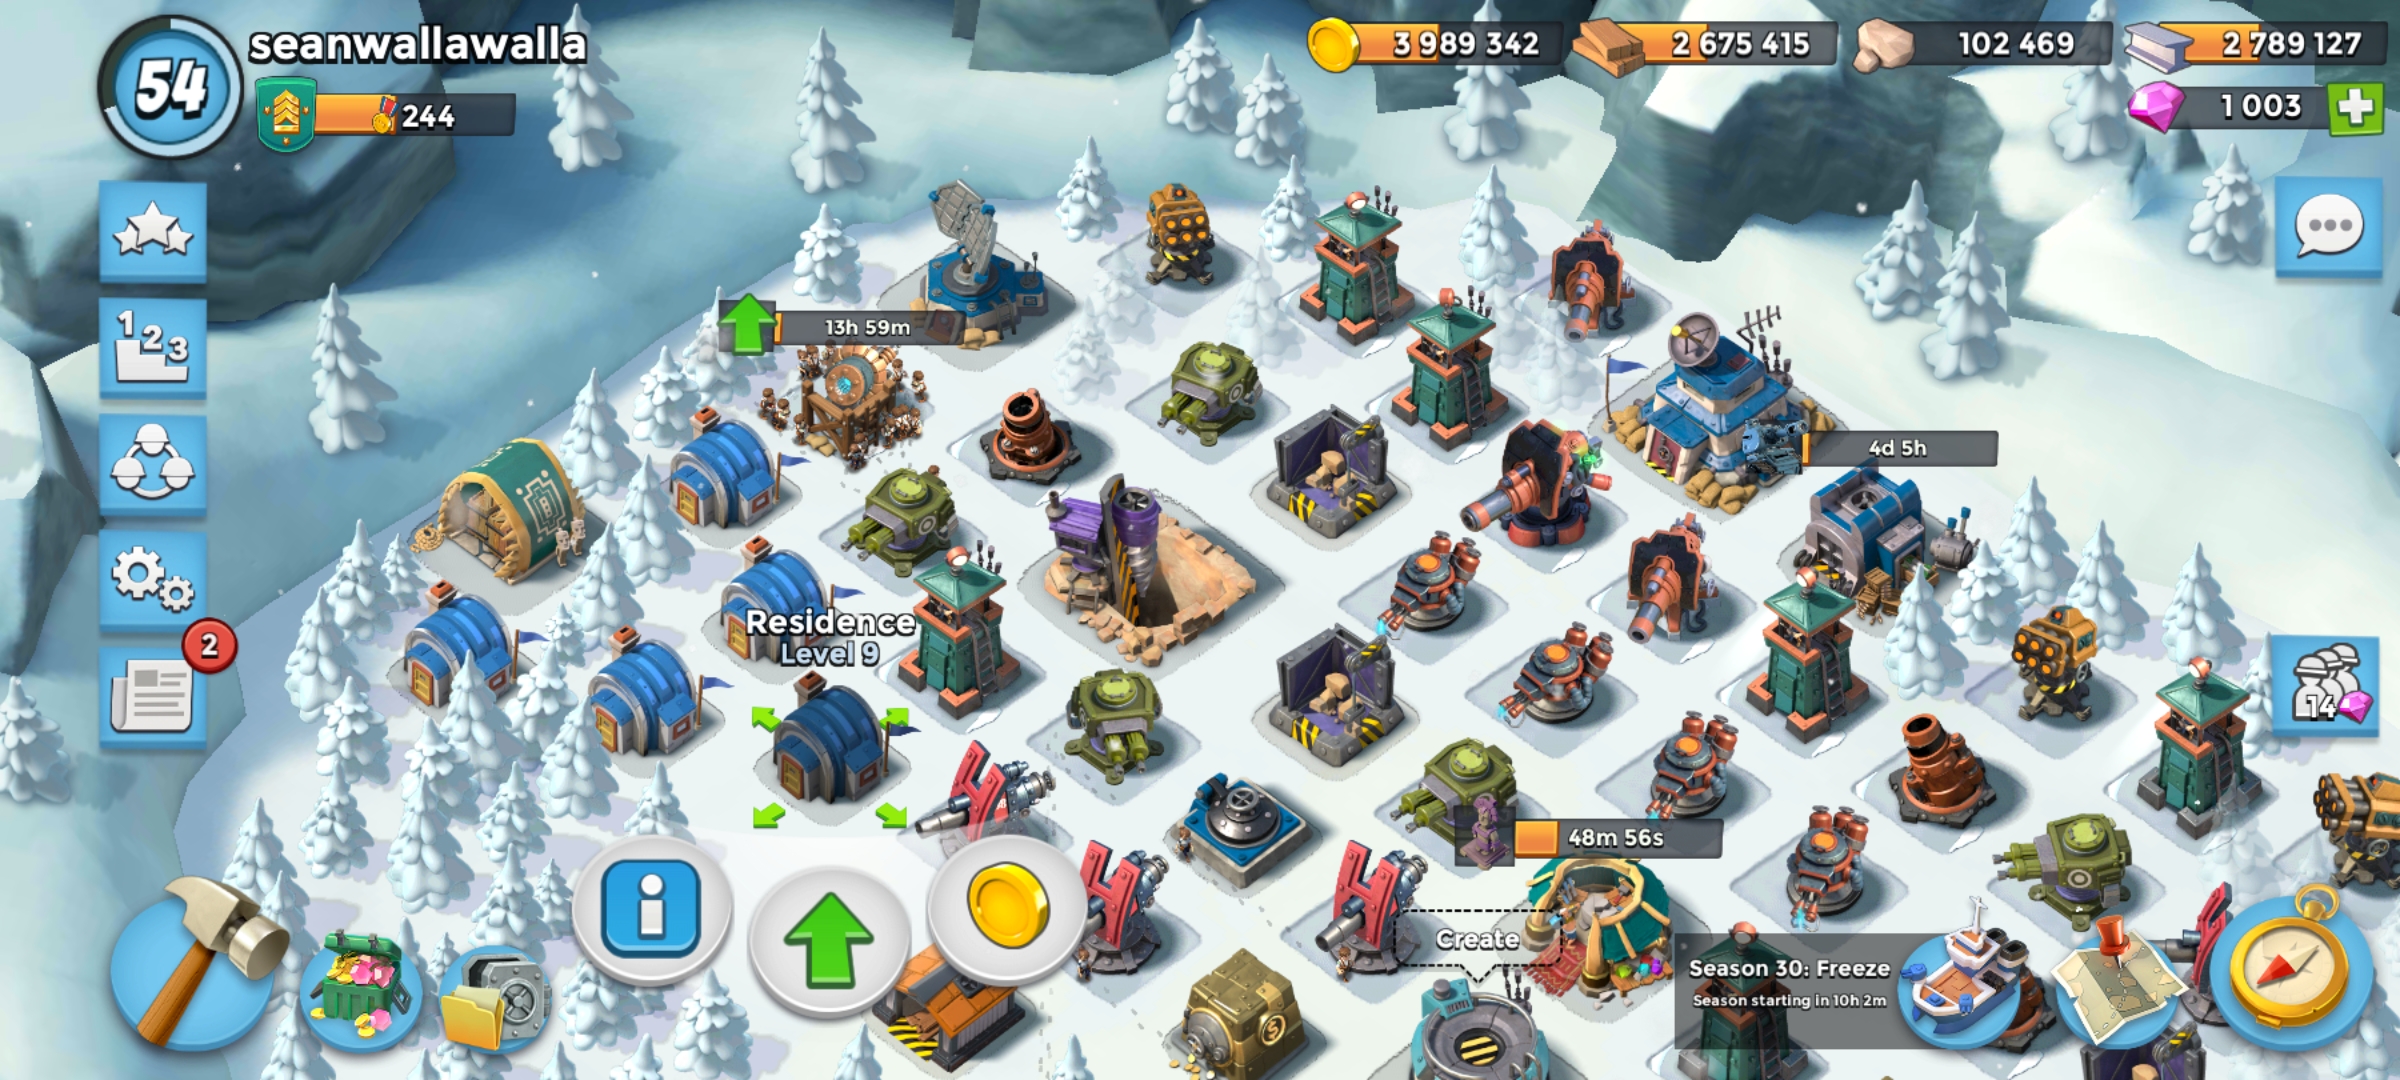 54
seanwallawalla
244
3 989 342
2 675 415
102 469
2 789 127
1 003
123
13h 59m
4d 5h
2
Residence
Level 9
14
48m 56s
Create
Season 30: Freeze
Season starting in 10h 2m